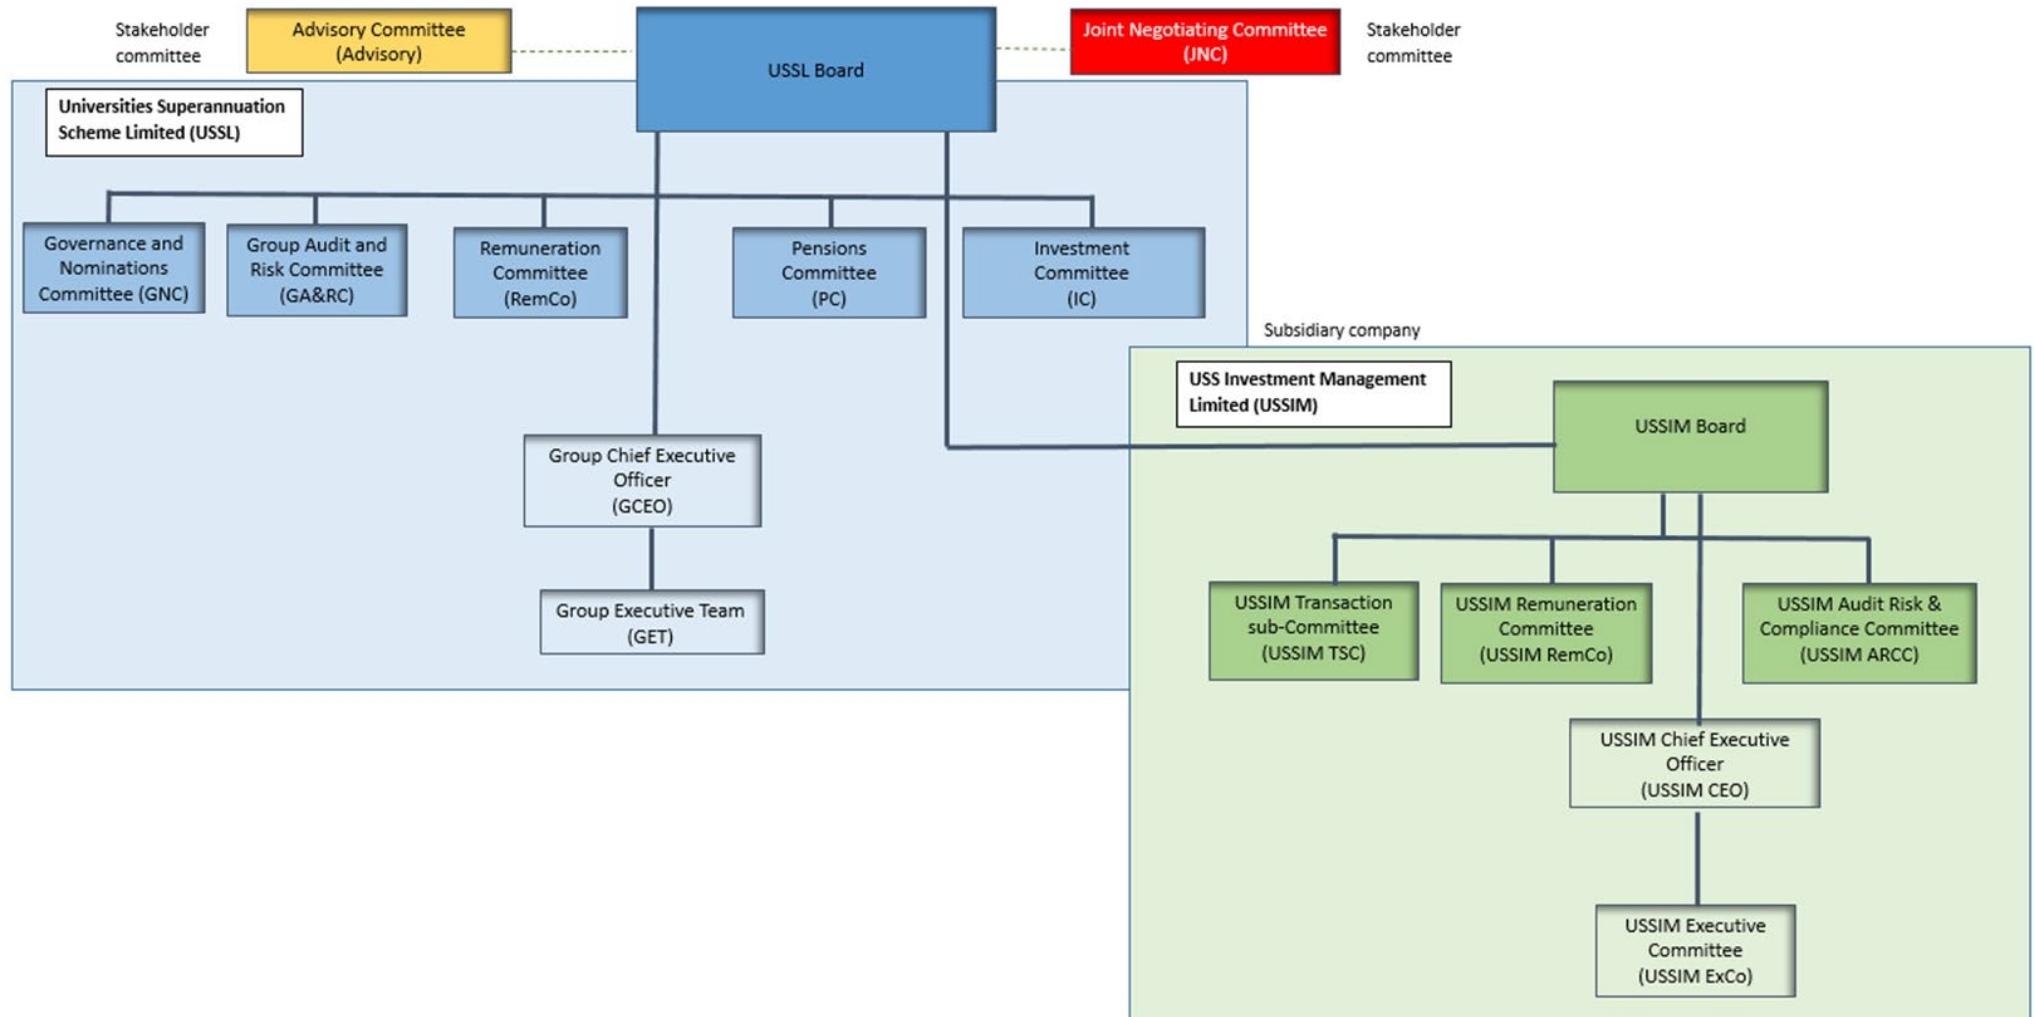 Stakeholder
committee
Advisory Committee
(Advisory)
USSL Board
Joint Negotiating Committee
(JNC)
Stakeholder
committee
Universities Superannuation
Scheme Limited (USSL)
Governance and
Nominations
Committee (GNC)
Group Audit and
Risk Committee
(GA&RC)
Remuneration
Committee
(RemCo)
Pensions
Committee
(PC)
Investment
Committee
(IC)
Subsidiary company
USS Investment Management
Limited (USSIM)
USSIM Board
Group Chief Executive
Officer
(GCEO)
Group Executive Team
(GET)
USSIM Transaction
sub-Committee
(USSIM TSC)
USSIM Remuneration
Committee
(USSIM RemCo)
USSIM Audit Risk &
Compliance Committee
(USSIM ARCC)
USSIM Chief Executive
Officer
(USSIM CEO)
USSIM Executive
Committee
(USSIM ExCo)